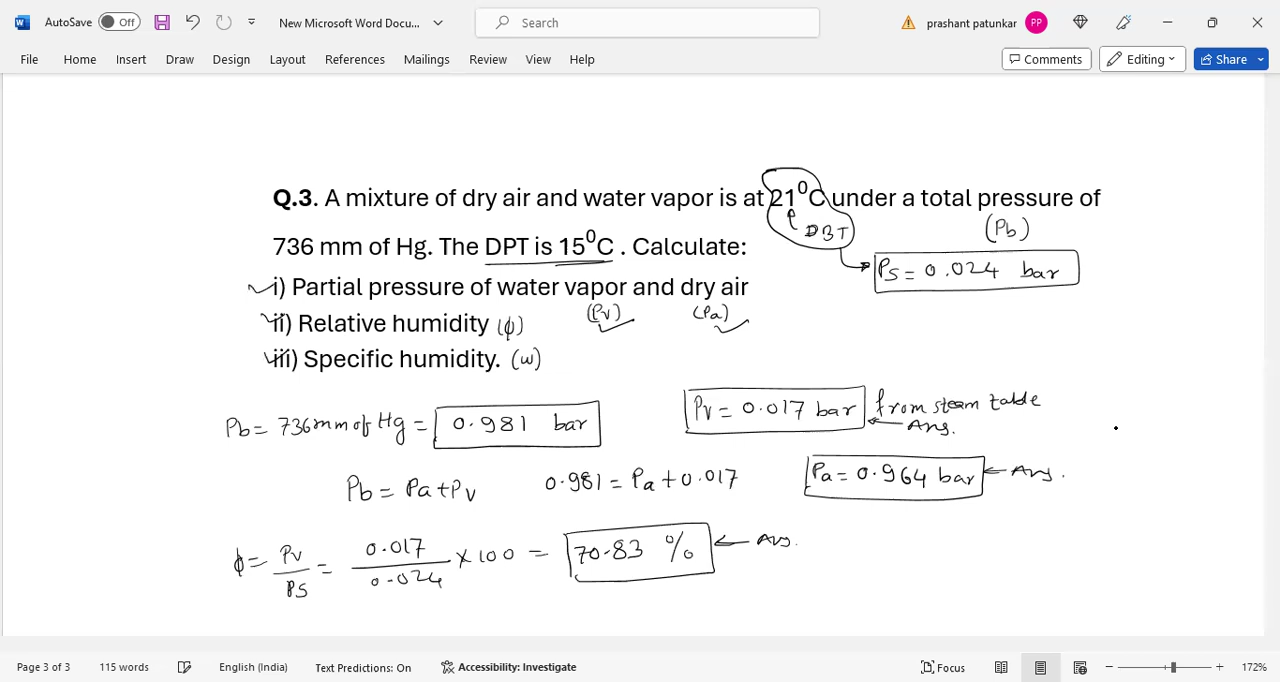 AutoSave Off New Microsoft Word Docu... Search prashant patunkar PP
File Home Insert Draw Design Layout References Mailings Review View Help Comments Editing Share
Q.3. A mixture of dry air and water vapor is at 21⁰C under a total pressure of
DBT (Pb)
736 mm of Hg. The DPT is 15⁰C . Calculate:
Ps = 0.024 bar
i) Partial pressure of water vapor and dry air
(Pv) (Pa)
ii) Relative humidity (ϕ)
iii) Specific humidity. (ω)
Pb = 736 mm of Hg = 0.981 bar
Pv = 0.017 bar from steam table
Ans.
Pb = Pa + Pv 0.981 = Pa + 0.017 Pa = 0.964 bar ← Ans.
ϕ = Pv/Ps = 0.017/0.024 × 100 = 70.83 % ← Ans.
Page 3 of 3 115 words English (India) Text Predictions: On Accessibility: Investigate Focus 172%